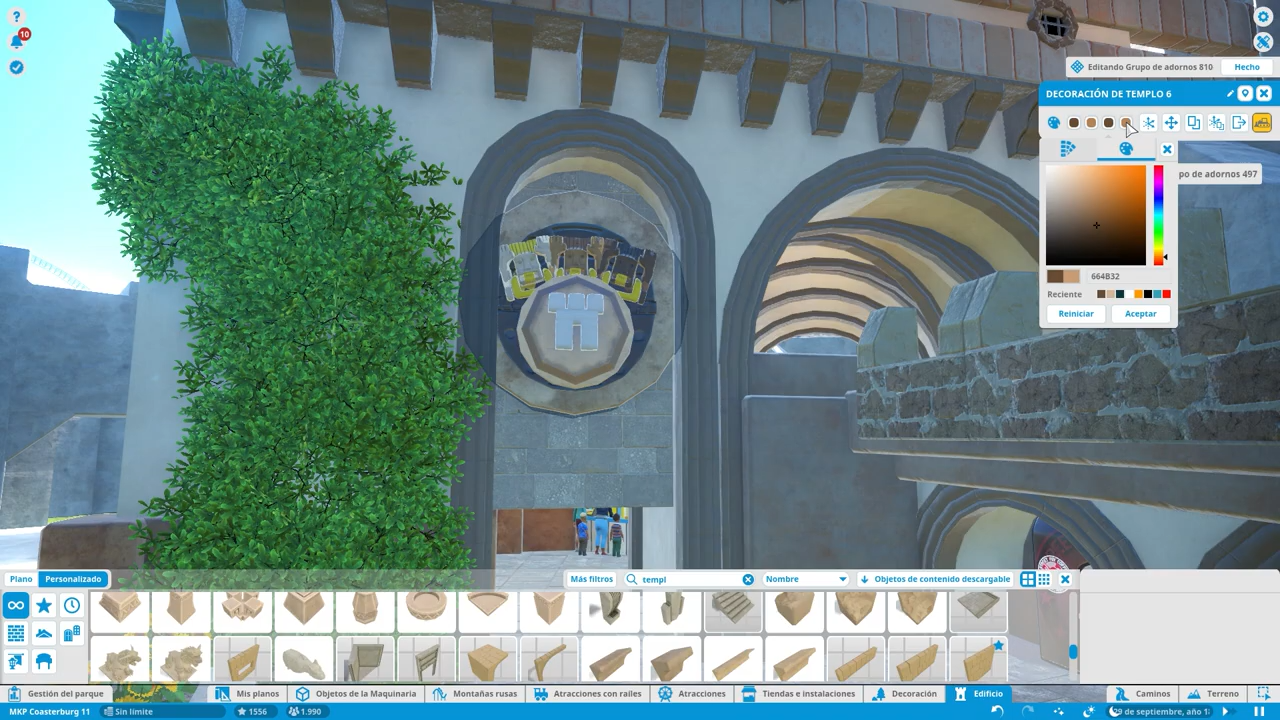 ?
10
Editando Grupo de adornos 810
Hecho
DECORACIÓN DE TEMPLO 6
po de adornos 497
664B32
Reciente
Reiniciar
Aceptar
Plano
Personalizado
Más filtros
templ
Nombre
Objetos de contenido descargable
Gestión del parque
Mis planos
Objetos de la Maquinaria
Montañas rusas
Atracciones con raíles
Atracciones
Tiendas e instalaciones
Decoración
Edificio
Caminos
Terreno
MKP Coasterburg 11
Sin límite
1556
1.990
9 de septiembre, año 1